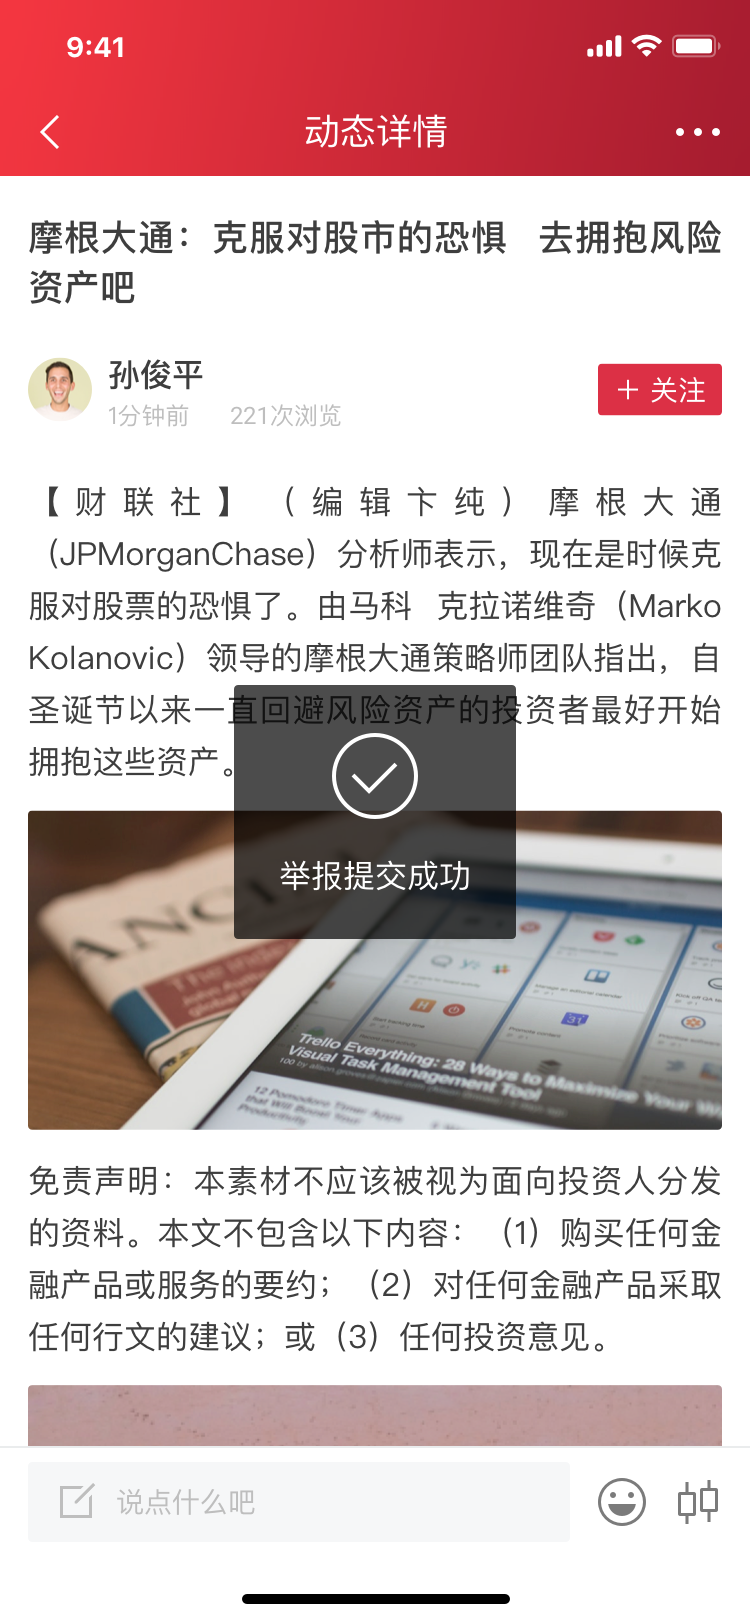 9:41
动态详情
摩根大通：克服对股市的恐惧 去拥抱风险
资产吧
孙俊平
1分钟前 221次浏览
关注
【财联社】（编辑卞纯）摩根大通
（JPMorganChase）分析师表示，现在是时候克
服对股票的恐惧了。由马科 克拉诺维奇（Marko
Kolanovic）领导的摩根大通策略师团队指出，自
圣诞节以来一直回避风险资产的投资者最好开始
拥抱这些资产。
举报提交成功
ANCI
Trello Everything: 28 Ways to Maximize Your
Visual Task Management Tool
12 Pomodoro Timer Apps
that Will Boost Your
Productivity
免责声明：本素材不应该被视为面向投资人分发
的资料。本文不包含以下内容：（1）购买任何金
融产品或服务的要约；（2）对任何金融产品采取
任何行文的建议；或（3）任何投资意见。
说点什么吧